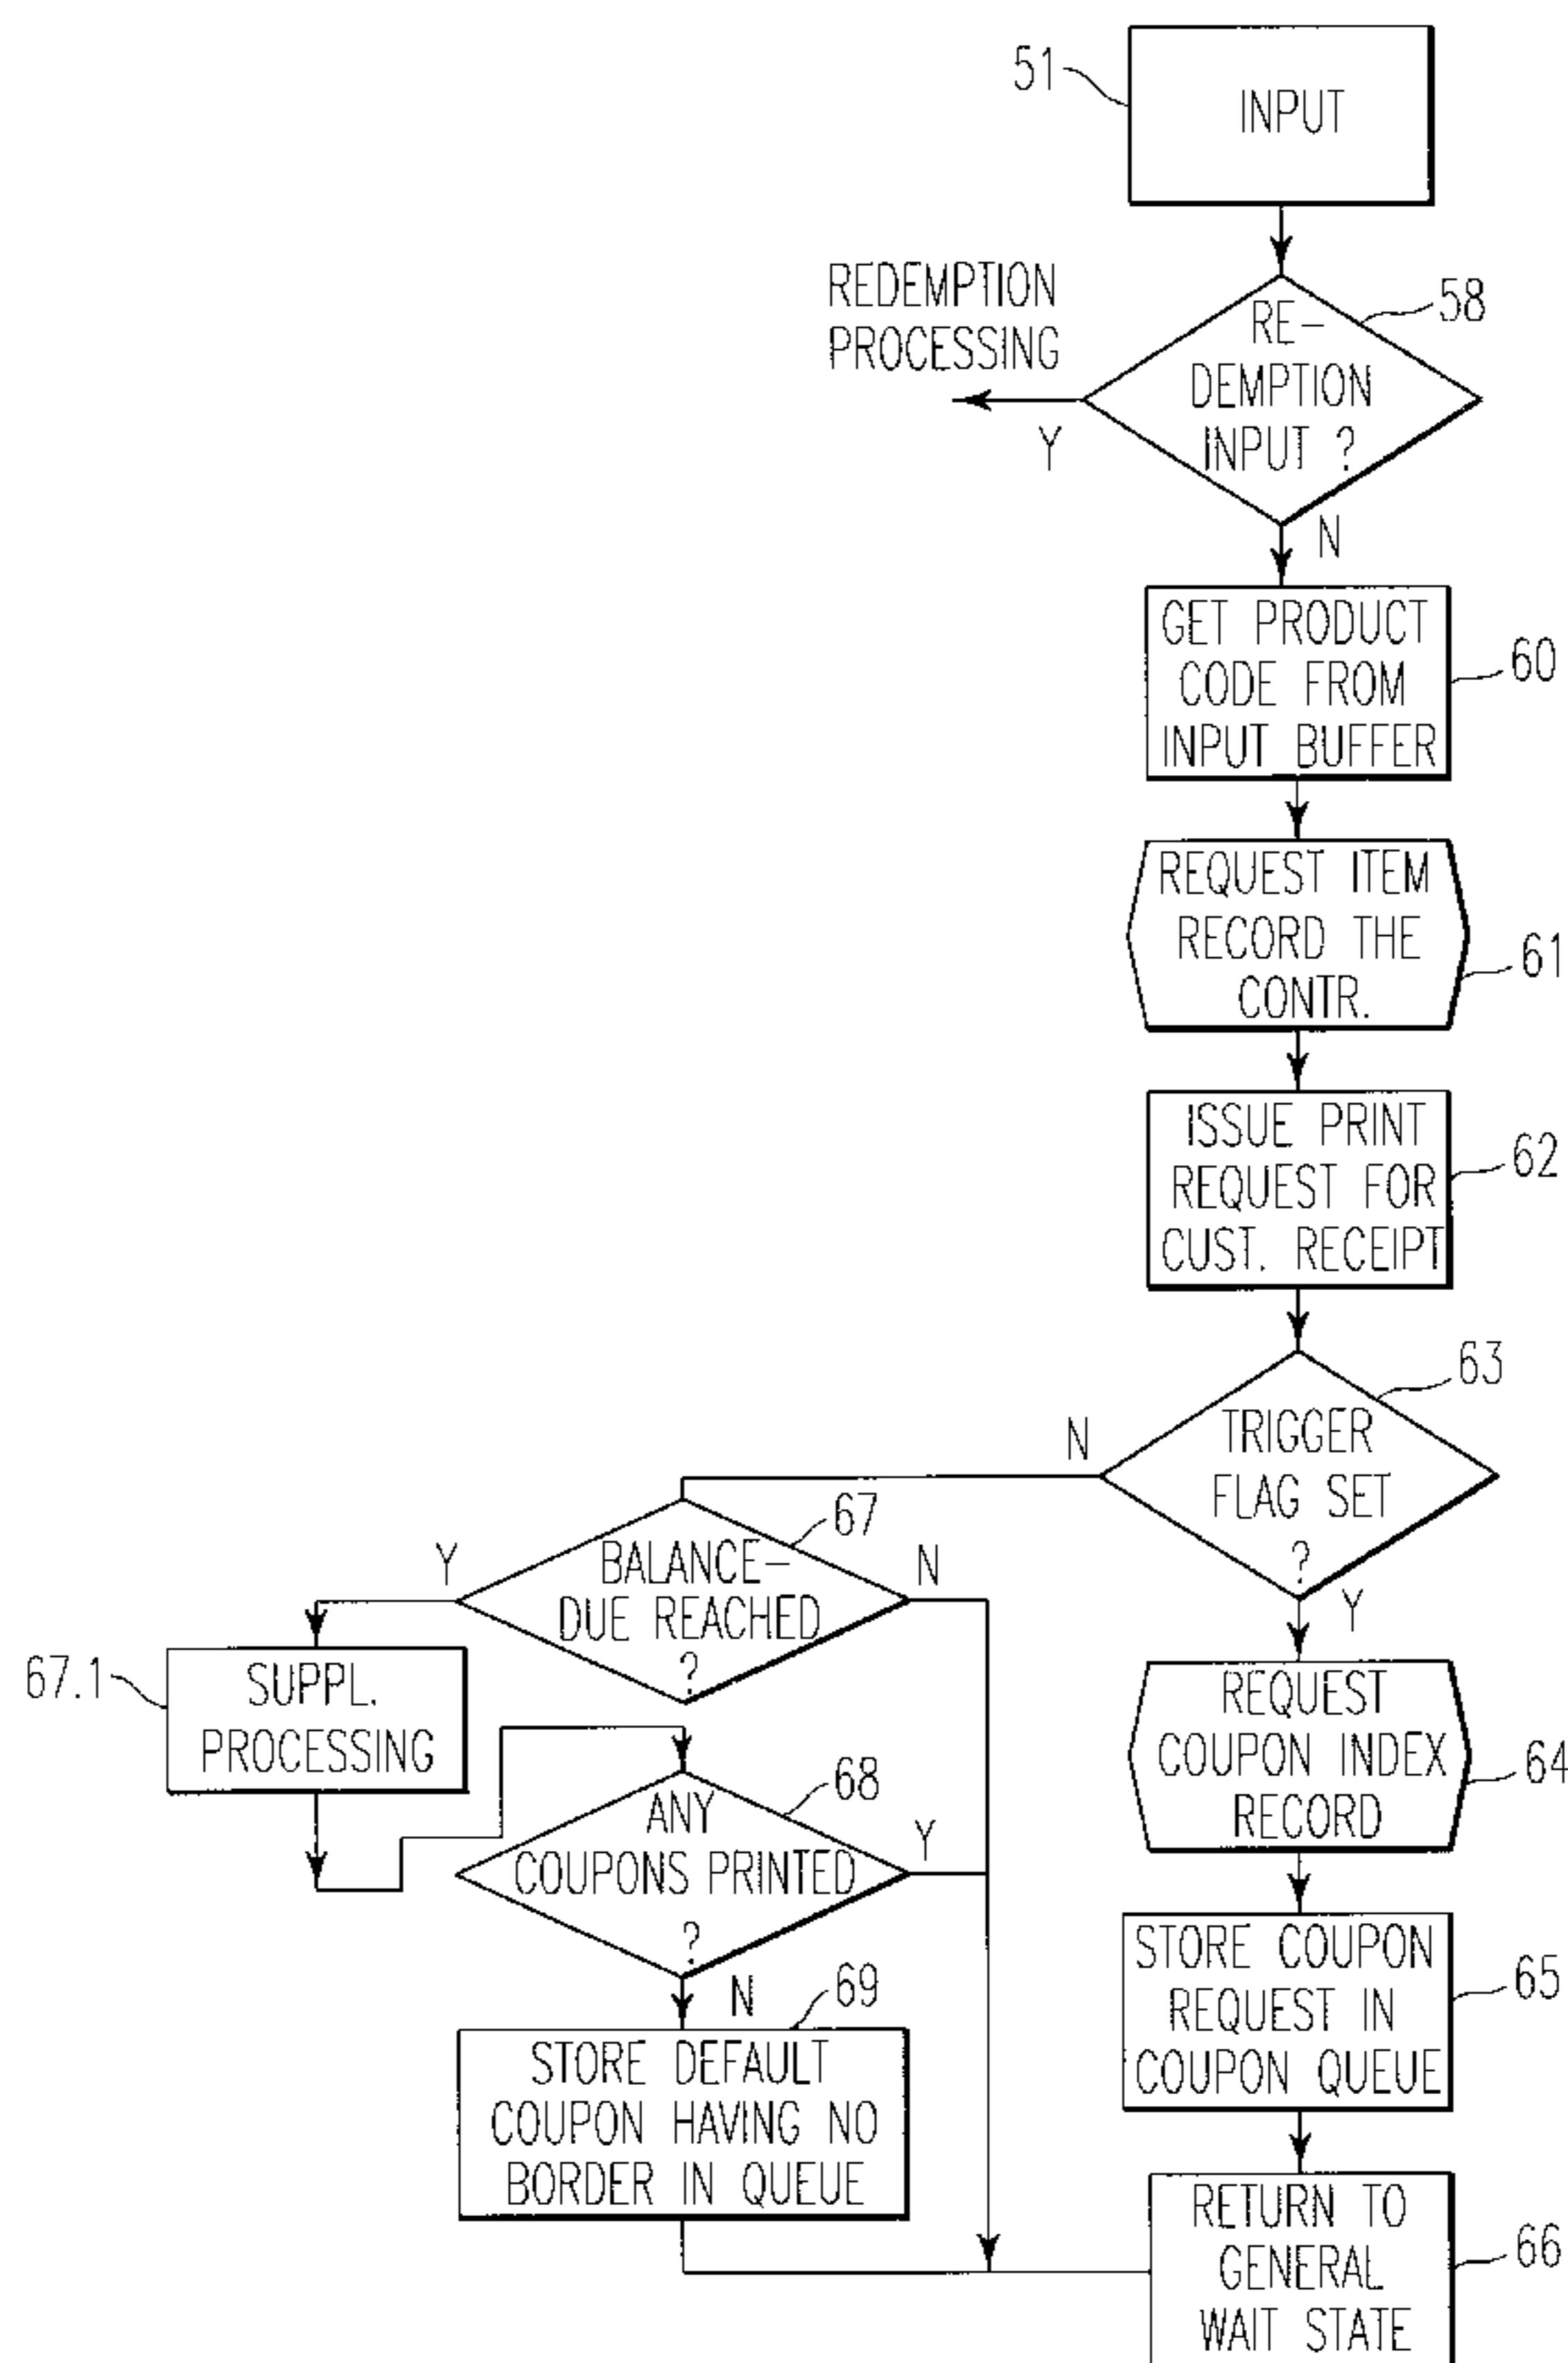 51
INPUT
REDEMPTION
PROCESSING
Y
58
RE-
DEMPTION
INPUT ?
N
GET PRODUCT
CODE FROM
INPUT BUFFER
60
REQUEST ITEM
RECORD THE
CONTR.
61
ISSUE PRINT
REQUEST FOR
CUST. RECEIPT
62
63
TRIGGER
FLAG SET
?
N
Y
67
BALANCE-
DUE REACHED
?
Y
N
67.1
SUPPL.
PROCESSING
REQUEST
COUPON INDEX
RECORD
64
68
ANY
COUPONS PRINTED
?
Y
N
STORE COUPON
REQUEST IN
COUPON QUEUE
65
69
STORE DEFAULT
COUPON HAVING NO
BORDER IN QUEUE
RETURN TO
GENERAL
WAIT STATE
66